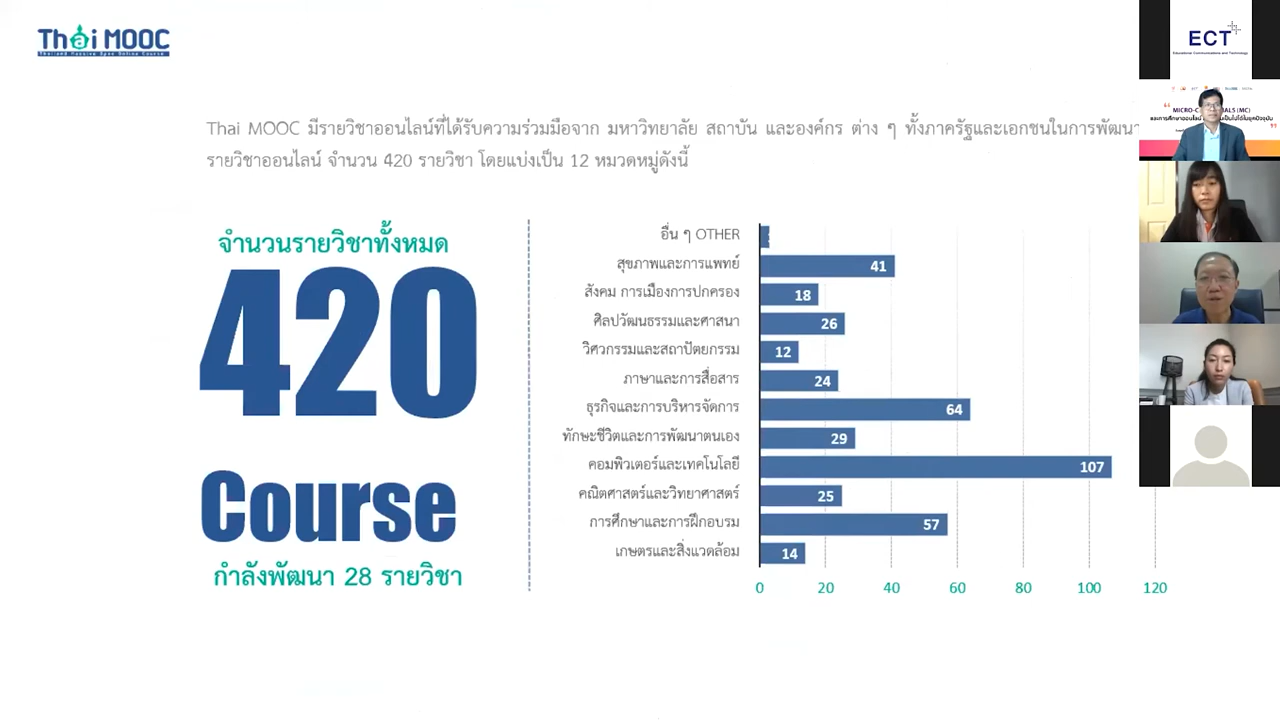 Thai MOOC
Thailand Massive Open Online Course
Thai MOOC มีรายวิชาออนไลน์ที่ได้รับความร่วมมือจาก มหาวิทยาลัย สถาบัน และองค์กร ต่าง ๆ ทั้งภาครัฐและเอกชนในการพัฒนา
รายวิชาออนไลน์ จำนวน 420 รายวิชา โดยแบ่งเป็น 12 หมวดหมู่ดังนี้
จำนวนรายวิชาทั้งหมด
420
Course
กำลังพัฒนา 28 รายวิชา
อื่น ๆ OTHER
สุขภาพและการแพทย์ 41
สังคม การเมืองการปกครอง 18
ศิลปวัฒนธรรมและศาสนา 26
วิศวกรรมและสถาปัตยกรรม 12
ภาษาและการสื่อสาร 24
ธุรกิจและการบริหารจัดการ 64
ทักษะชีวิตและการพัฒนาตนเอง 29
คอมพิวเตอร์และเทคโนโลยี 107
คณิตศาสตร์และวิทยาศาสตร์ 25
การศึกษาและการฝึกอบรม 57
เกษตรและสิ่งแวดล้อม 14
0 20 40 60 80 100 120
ECT
Educational Communications and Technology